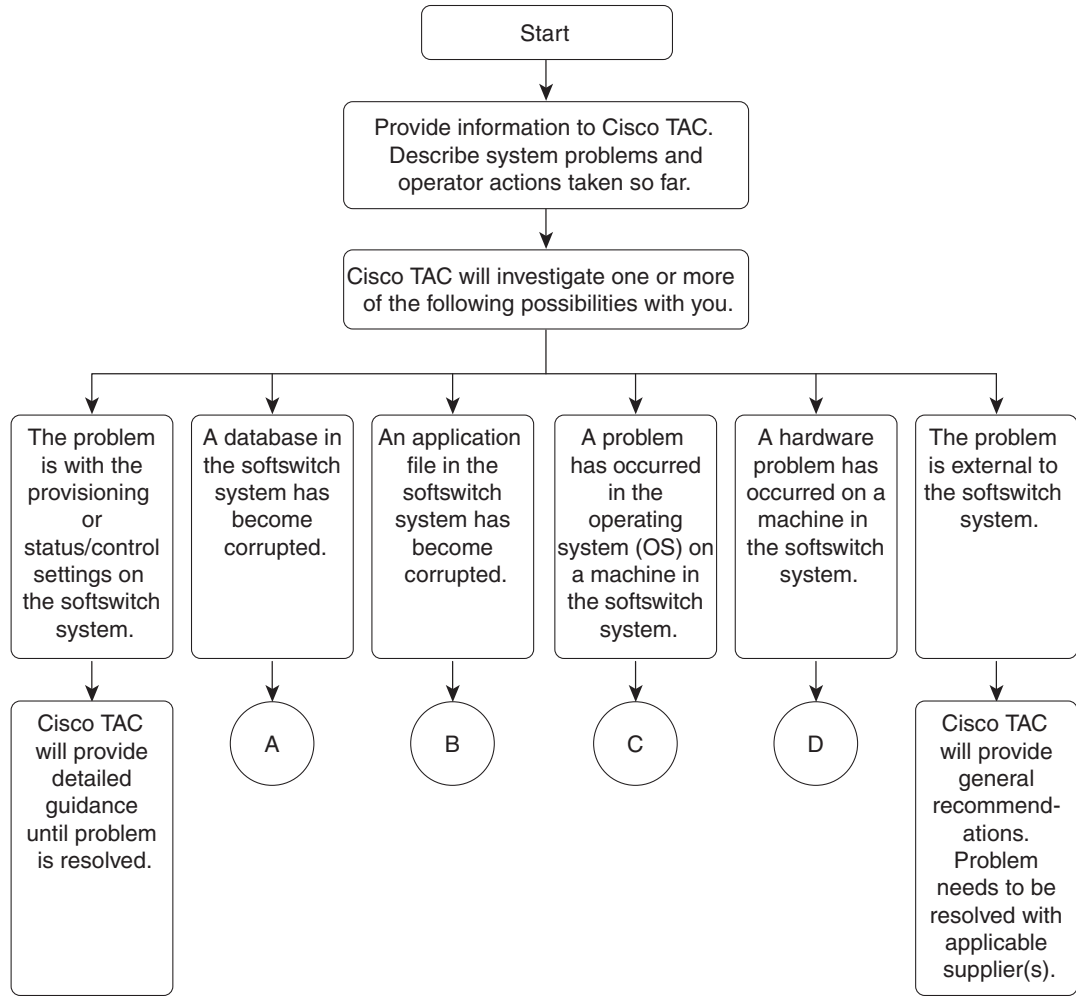 Start
Provide information to Cisco TAC.
Describe system problems and
operator actions taken so far.
Cisco TAC will investigate one or more
of the following possibilities with you.
The problem
is with the
provisioning
or
status/control
settings on
the softswitch
system.
A database in
the softswitch
system has
become
corrupted.
An application
file in the
softswitch
system has
become
corrupted.
A problem
has occurred
in the
operating
system (OS) on
a machine in
the softswitch
system.
A hardware
problem has
occurred on a
machine in
the softswitch
system.
The problem
is external to
the softswitch
system.
Cisco TAC
will provide
detailed
guidance
until problem
is resolved.
A
B
C
D
Cisco TAC
will provide
general
recommend-
ations.
Problem
needs to be
resolved with
applicable
supplier(s).